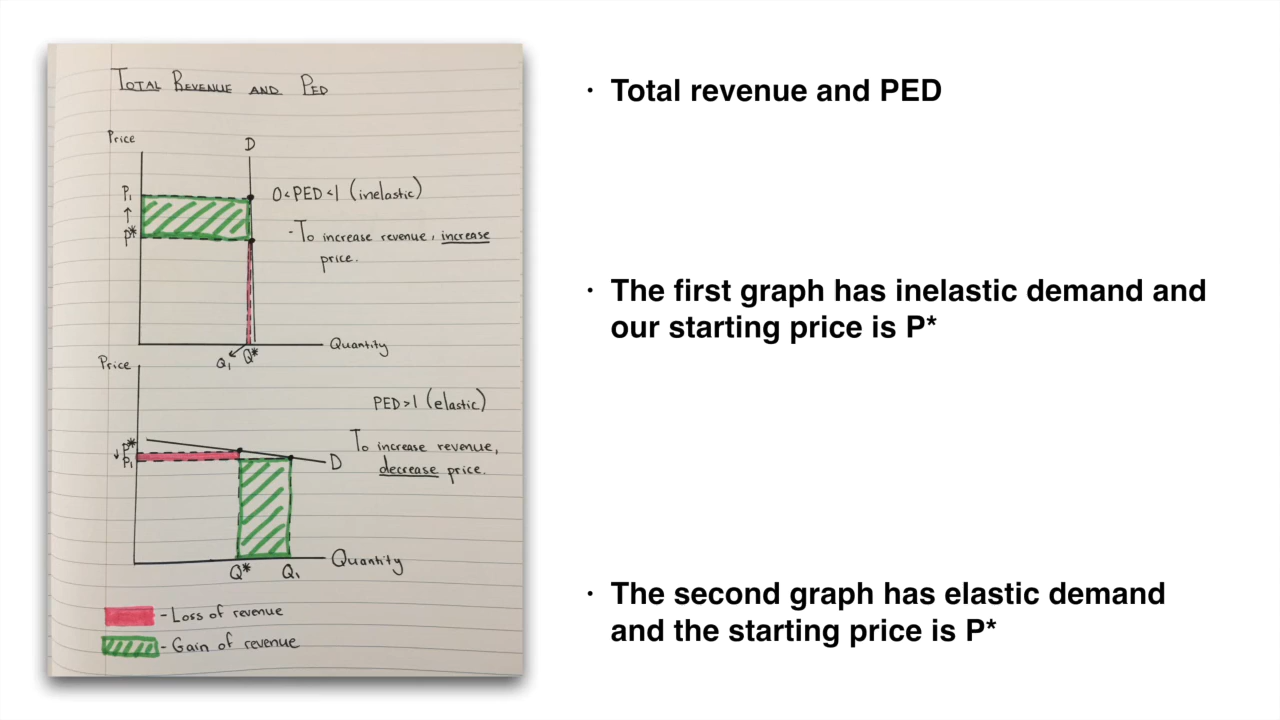 TOTAL REVENUE AND PED
Price
D
P₁
↑
P*
0<PED<1 (inelastic)
- To increase revenue, increase
price.
Q₁ ↙ Q*
Quantity
Price
PED>1 (elastic)
↓ P*
P₁
To increase revenue,
decrease price.
D
Q*
Q₁
Quantity
- Loss of revenue
- Gain of revenue
• Total revenue and PED
• The first graph has inelastic demand and
our starting price is P*
• The second graph has elastic demand
and the starting price is P*